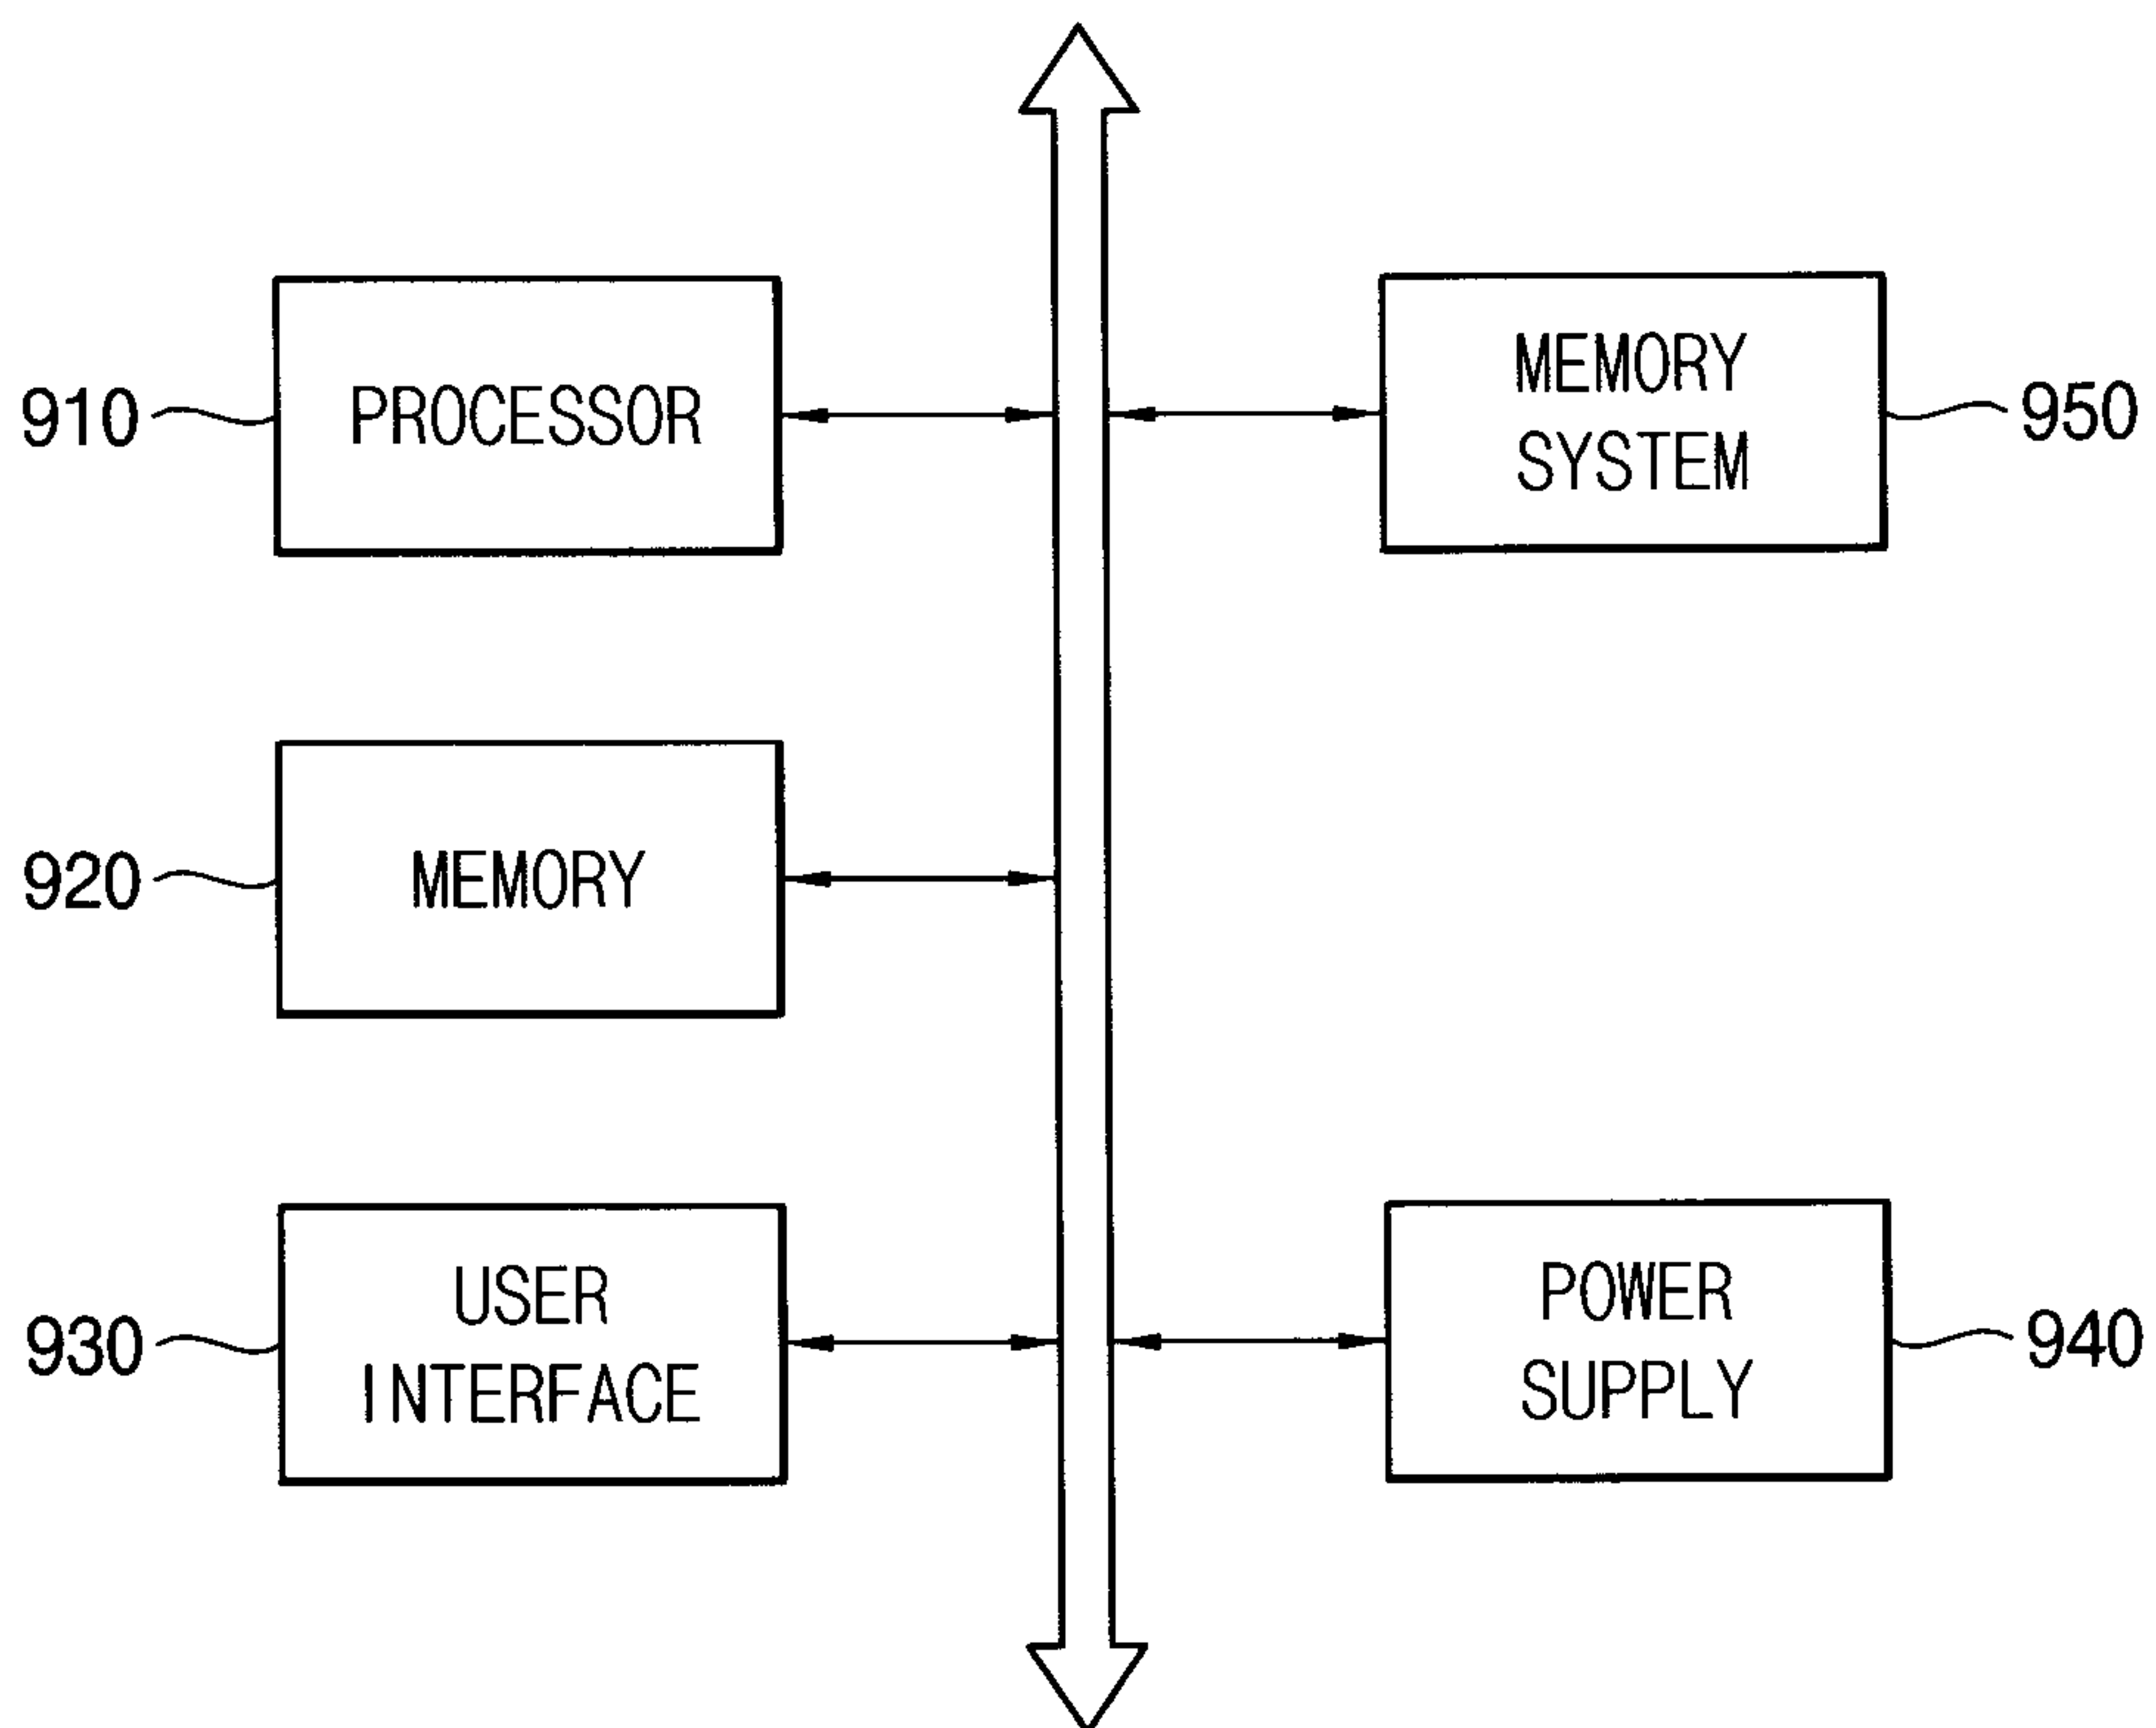 910
PROCESSOR
MEMORY
SYSTEM
950
920
MEMORY
930
USER
INTERFACE
POWER
SUPPLY
940